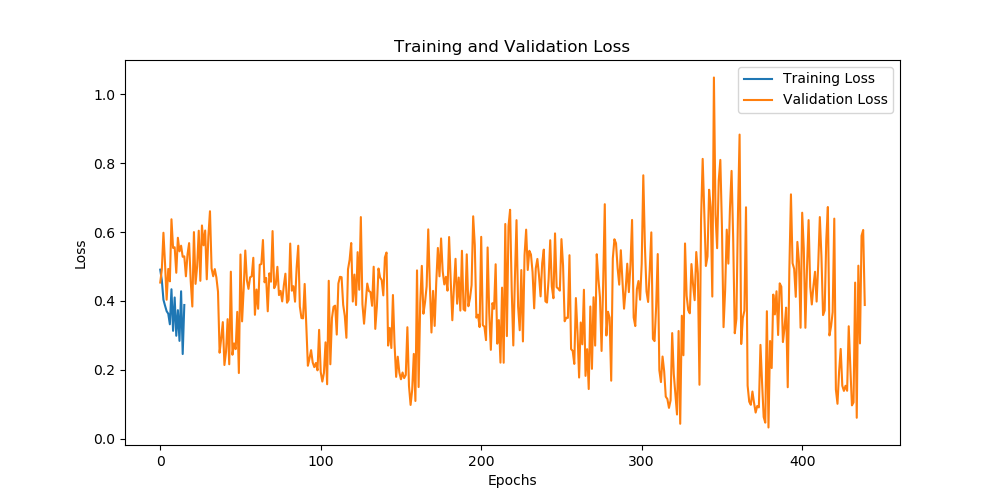 Training and Validation Loss
Training Loss
Validation Loss
Loss
1.0
0.8
0.6
0.4
0.2
0.0
0 100 200 300 400
Epochs